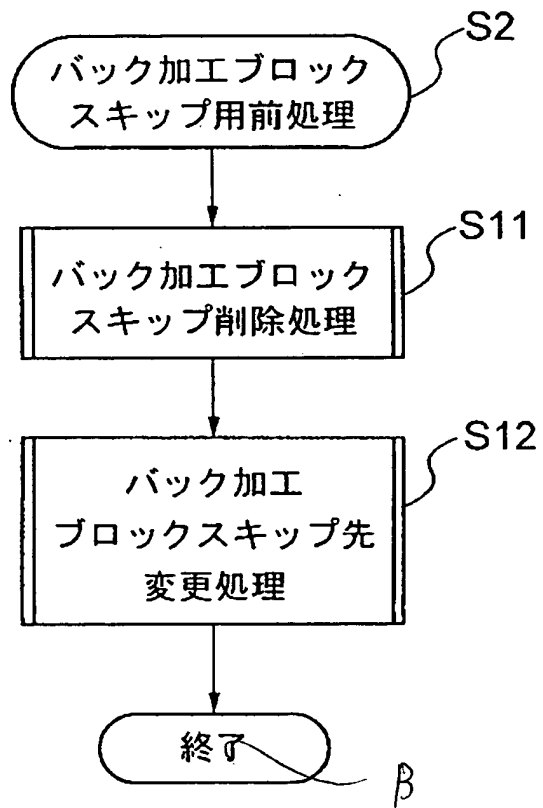 S2
バック加工ブロック
スキップ用前処理
S11
バック加工ブロック
スキップ削除処理
S12
バック加工
ブロックスキップ先
変更処理
終了
β